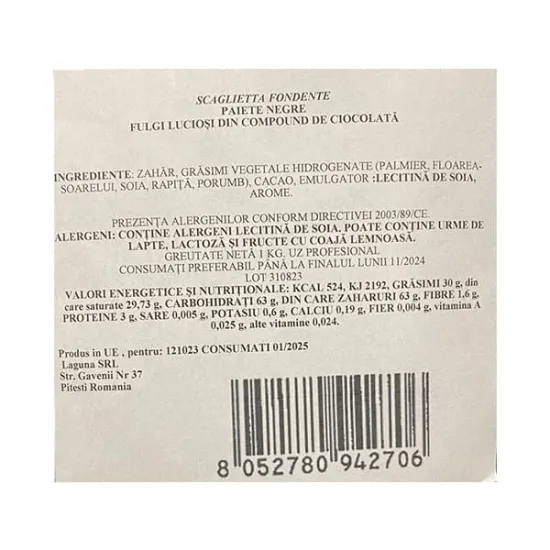 SCAGLIETTA FONDENTE
PAIETE NEGRE
FULGI LUCIOȘI DIN COMPOUND DE CIOCOLATĂ
INGREDIENTE: ZAHĂR, GRĂSIMI VEGETALE HIDROGENATE (PALMIER, FLOAREA-
SOARELUI, SOIA, RAPIȚĂ, PORUMB), CACAO, EMULGATOR :LECITINĂ DE SOIA,
AROME.
PREZENȚA ALERGENILOR CONFORM DIRECTIVEI 2003/89/CE.
ALERGENI: CONȚINE ALERGENI LECITINĂ DE SOIA. POATE CONȚINE URME DE
LAPTE, LACTOZĂ ȘI FRUCTE CU COAJĂ LEMNOASĂ.
GREUTATE NETĂ 1 KG. UZ PROFESIONAL
CONSUMAȚI PREFERABIL PÂNĂ LA FINALUL LUNII 11/2024
LOT 310823
VALORI ENERGETICE ȘI NUTRIȚIONALE: KCAL 524, KJ 2192, GRĂSIMI 30 g, din
care saturate 29,73 g, CARBOHIDRAȚI 63 g, DIN CARE ZAHARURI 63 g, FIBRE 1,6 g,
PROTEINE 3 g, SARE 0,005 g, POTASIU 0,6 g, CALCIU 0,19 g, FIER 0,004 g, vitamina A
0,025 g, alte vitamine 0,024.
Produs in UE , pentru: 121023 CONSUMATI 01/2025
Laguna SRL
Str. Gavenii Nr 37
Pitesti Romania
8 052780 942706